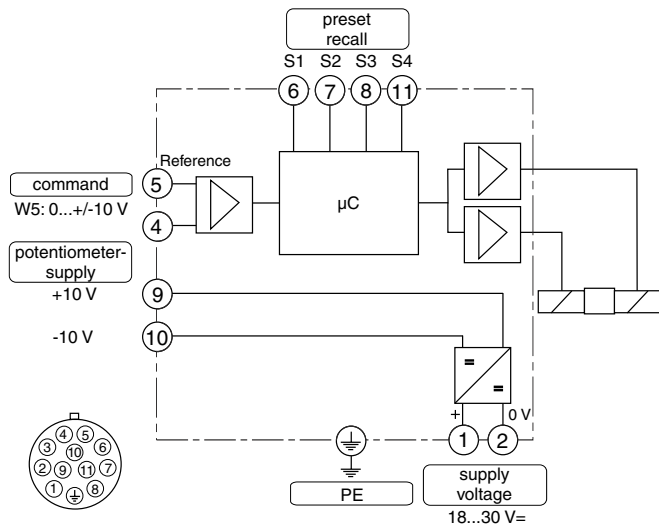 preset
recall
S1 S2 S3 S4
6 7 8 11
Reference
5
command
W5: 0...+/-10 V
4
µC
potentiometer-
supply
+10 V
9
-10 V
10
=
=
+ 0 V
1 2
PE
supply
voltage
18...30 V=
4 5
3 10 6
2 9 11 7
1 8